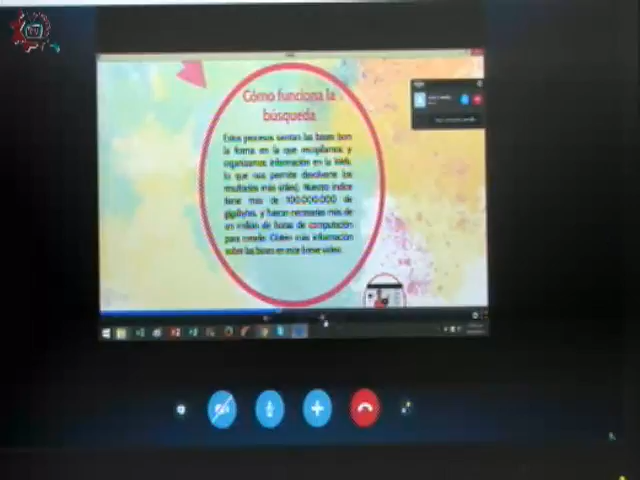 Cómo funciona la
búsqueda
Estos procesos sientan las bases (son
la forma en la que recopilamos y
organizamos información en la Web,
lo que nos permite devolverte los
resultados más útiles). Nuestro índice
tiene más de 100.000.000 de
gigabytes, y fueron necesarias más de
un millón de horas de computación
para crearlo. Obtén más información
sobre las bases en este breve video.